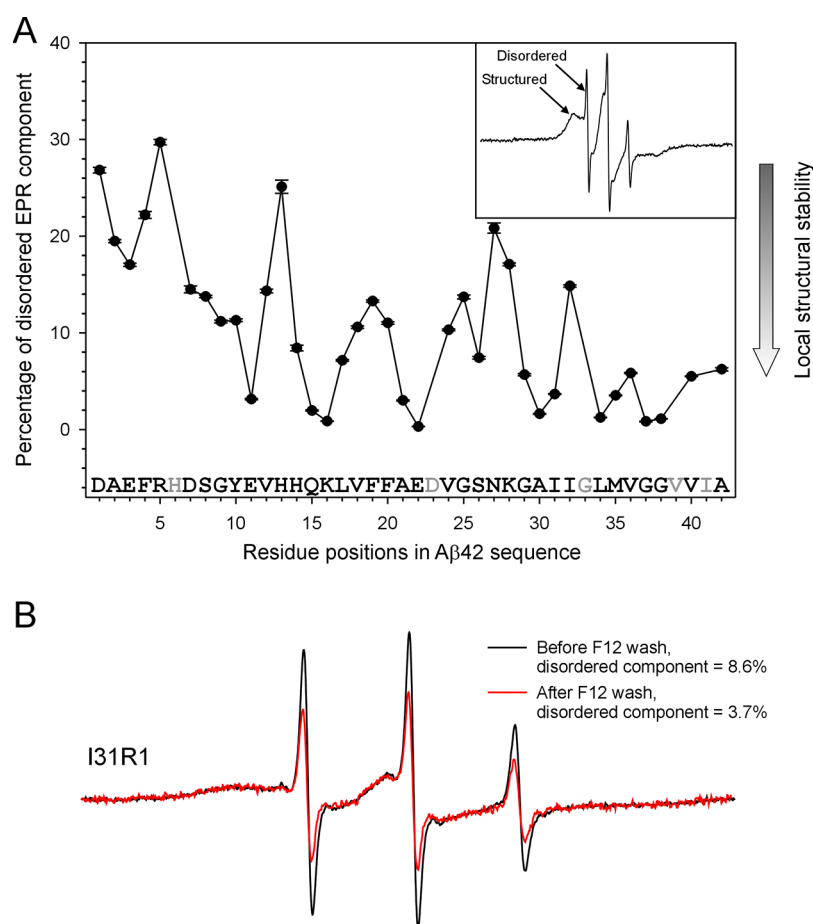 A
Percentage of disordered EPR component
40
30
20
10
0
Disordered
Structured
Local structural stability
DAEFRHDSGYEVHHQKLVFFAEDVGSNKGAIIGLMVGGVVIA
5 10 15 20 25 30 35 40
Residue positions in Aβ42 sequence
B
Before F12 wash,
disordered component = 8.6%
After F12 wash,
disordered component = 3.7%
I31R1